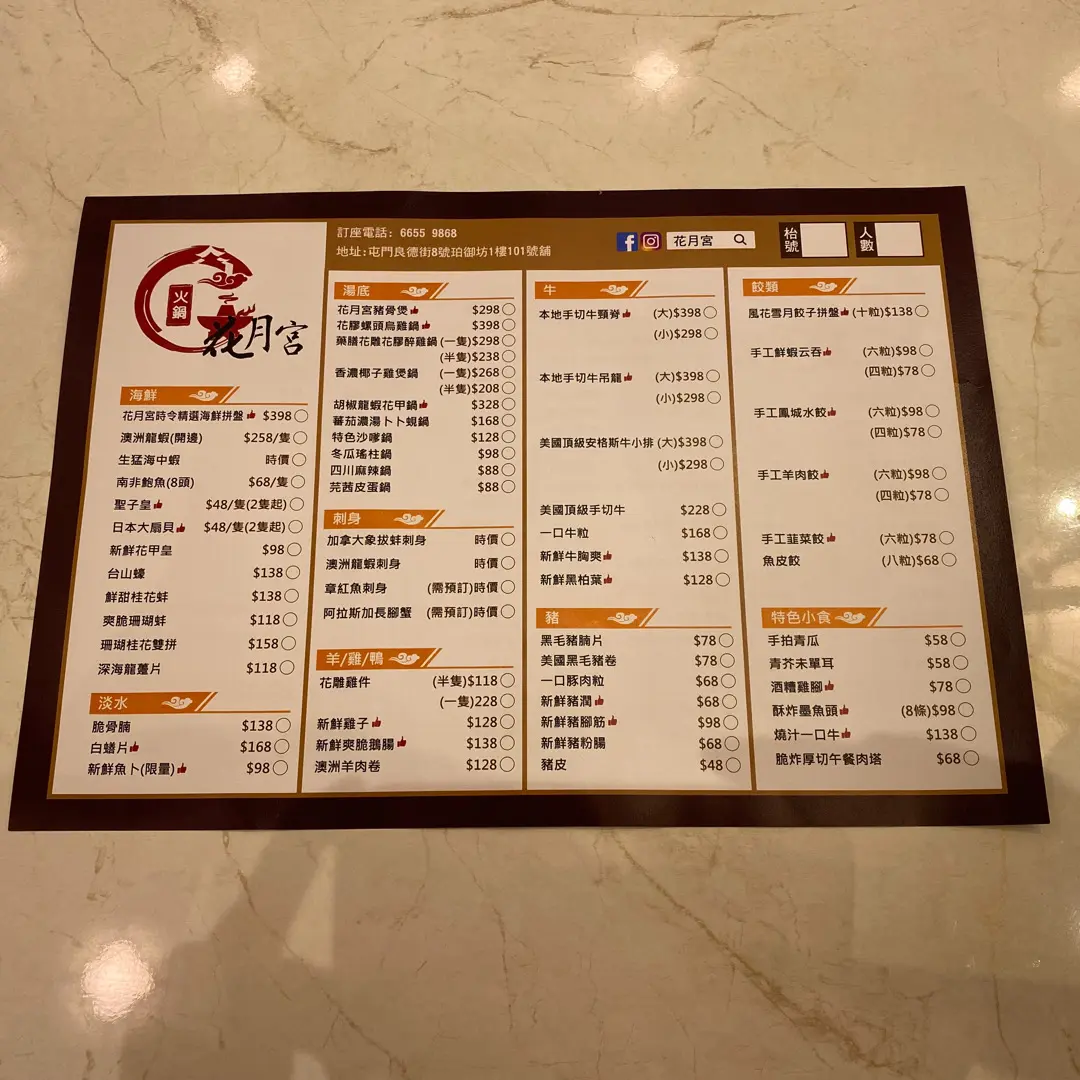 火鍋
花月宮
訂座電話: 6655 9868
地址:屯門良德街8號珀御坊1樓101號舖
花月宮
枱號
人數
海鮮
花月宮時令精選海鮮拼盤 $398
澳洲龍蝦(開邊) $258/隻
生猛海中蝦 時價
南非鮑魚(8頭) $68/隻
聖子皇 $48/隻(2隻起)
日本大扇貝 $48/隻(2隻起)
新鮮花甲皇 $98
台山蠔 $138
鮮甜桂花蚌 $138
爽脆珊瑚蚌 $118
珊瑚桂花雙拼 $158
深海龍躉片 $118
淡水
脆骨腩 $138
白鱔片 $168
新鮮魚卜(限量) $98
湯底
花月宮豬骨煲 $298
花膠螺頭烏雞鍋 $398
藥膳花雕花膠醉雞鍋 (一隻)$298
(半隻)$238
香濃椰子雞煲鍋 (一隻)$268
(半隻)$208
胡椒龍蝦花甲鍋 $328
蕃茄濃湯卜卜蜆鍋 $168
特色沙嗲鍋 $128
冬瓜瑤柱鍋 $98
四川麻辣鍋 $88
芫茜皮蛋鍋 $88
刺身
加拿大象拔蚌刺身 時價
澳洲龍蝦刺身 時價
章紅魚刺身 (需預訂)時價
阿拉斯加長腳蟹 (需預訂)時價
羊/雞/鴨
花雕雞件 (半隻)$118
(一隻)228
新鮮雞子 $128
新鮮爽脆鵝腸 $138
澳洲羊肉卷 $128
牛
本地手切牛頸脊 (大)$398
(小)$298
本地手切牛吊龍 (大)$398
(小)$298
美國頂級安格斯牛小排 (大)$398
(小)$298
美國頂級手切牛 $228
一口牛粒 $168
新鮮牛胸爽 $138
新鮮黑柏葉 $128
豬
黑毛豬腩片 $78
美國黑毛豬卷 $78
一口豚肉粒 $68
新鮮豬潤 $68
新鮮豬腳筋 $98
新鮮豬粉腸 $68
豬皮 $48
餃類
風花雪月餃子拼盤 (十粒)$138
手工鮮蝦云吞 (六粒)$98
(四粒)$78
手工鳳城水餃 (六粒)$98
(四粒)$78
手工羊肉餃 (六粒)$98
(四粒)$78
手工韮菜餃 (六粒)$78
魚皮餃 (八粒)$68
特色小食
手拍青瓜 $58
青芥末單耳 $58
酒糟雞腳 $78
酥炸墨魚頭 (8條)$98
燒汁一口牛 $138
脆炸厚切午餐肉塔 $68